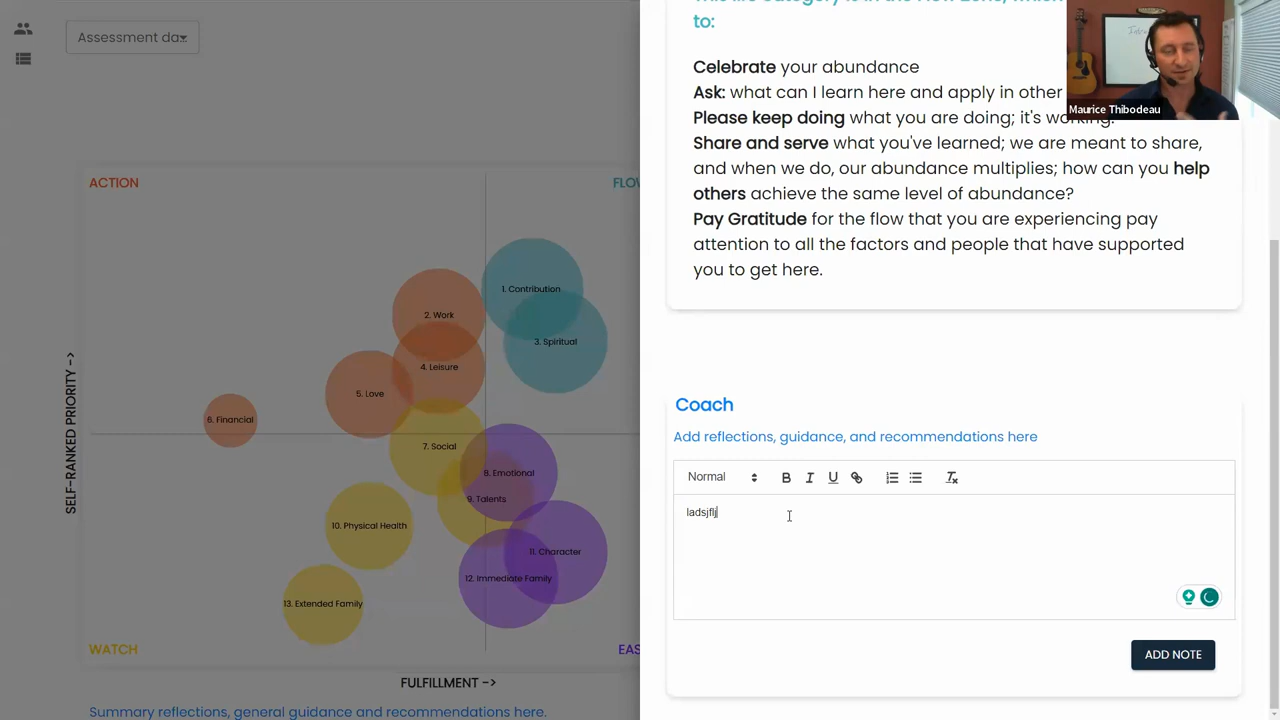 Assessment da
ACTION
FLO
1. Contribution
2. Work
3. Spiritual
4. Leisure
5. Love
6. Financial
7. Social
8. Emotional
9. Talents
10. Physical Health
11. Character
12. Immediate Family
13. Extended Family
SELF-RANKED PRIORITY -->
WATCH
EAS
FULFILLMENT -->
Summary reflections, general guidance and recommendations here.
to:
Celebrate your abundance
Ask: what can I learn here and apply in other
Please keep doing what you are doing; it's working.
Share and serve what you've learned; we are meant to share,
and when we do, our abundance multiplies; how can you help
others achieve the same level of abundance?
Pay Gratitude for the flow that you are experiencing pay
attention to all the factors and people that have supported
you to get here.
Maurice Thibodeau
Coach
Add reflections, guidance, and recommendations here
Normal
B I U
ladsjflj
ADD NOTE